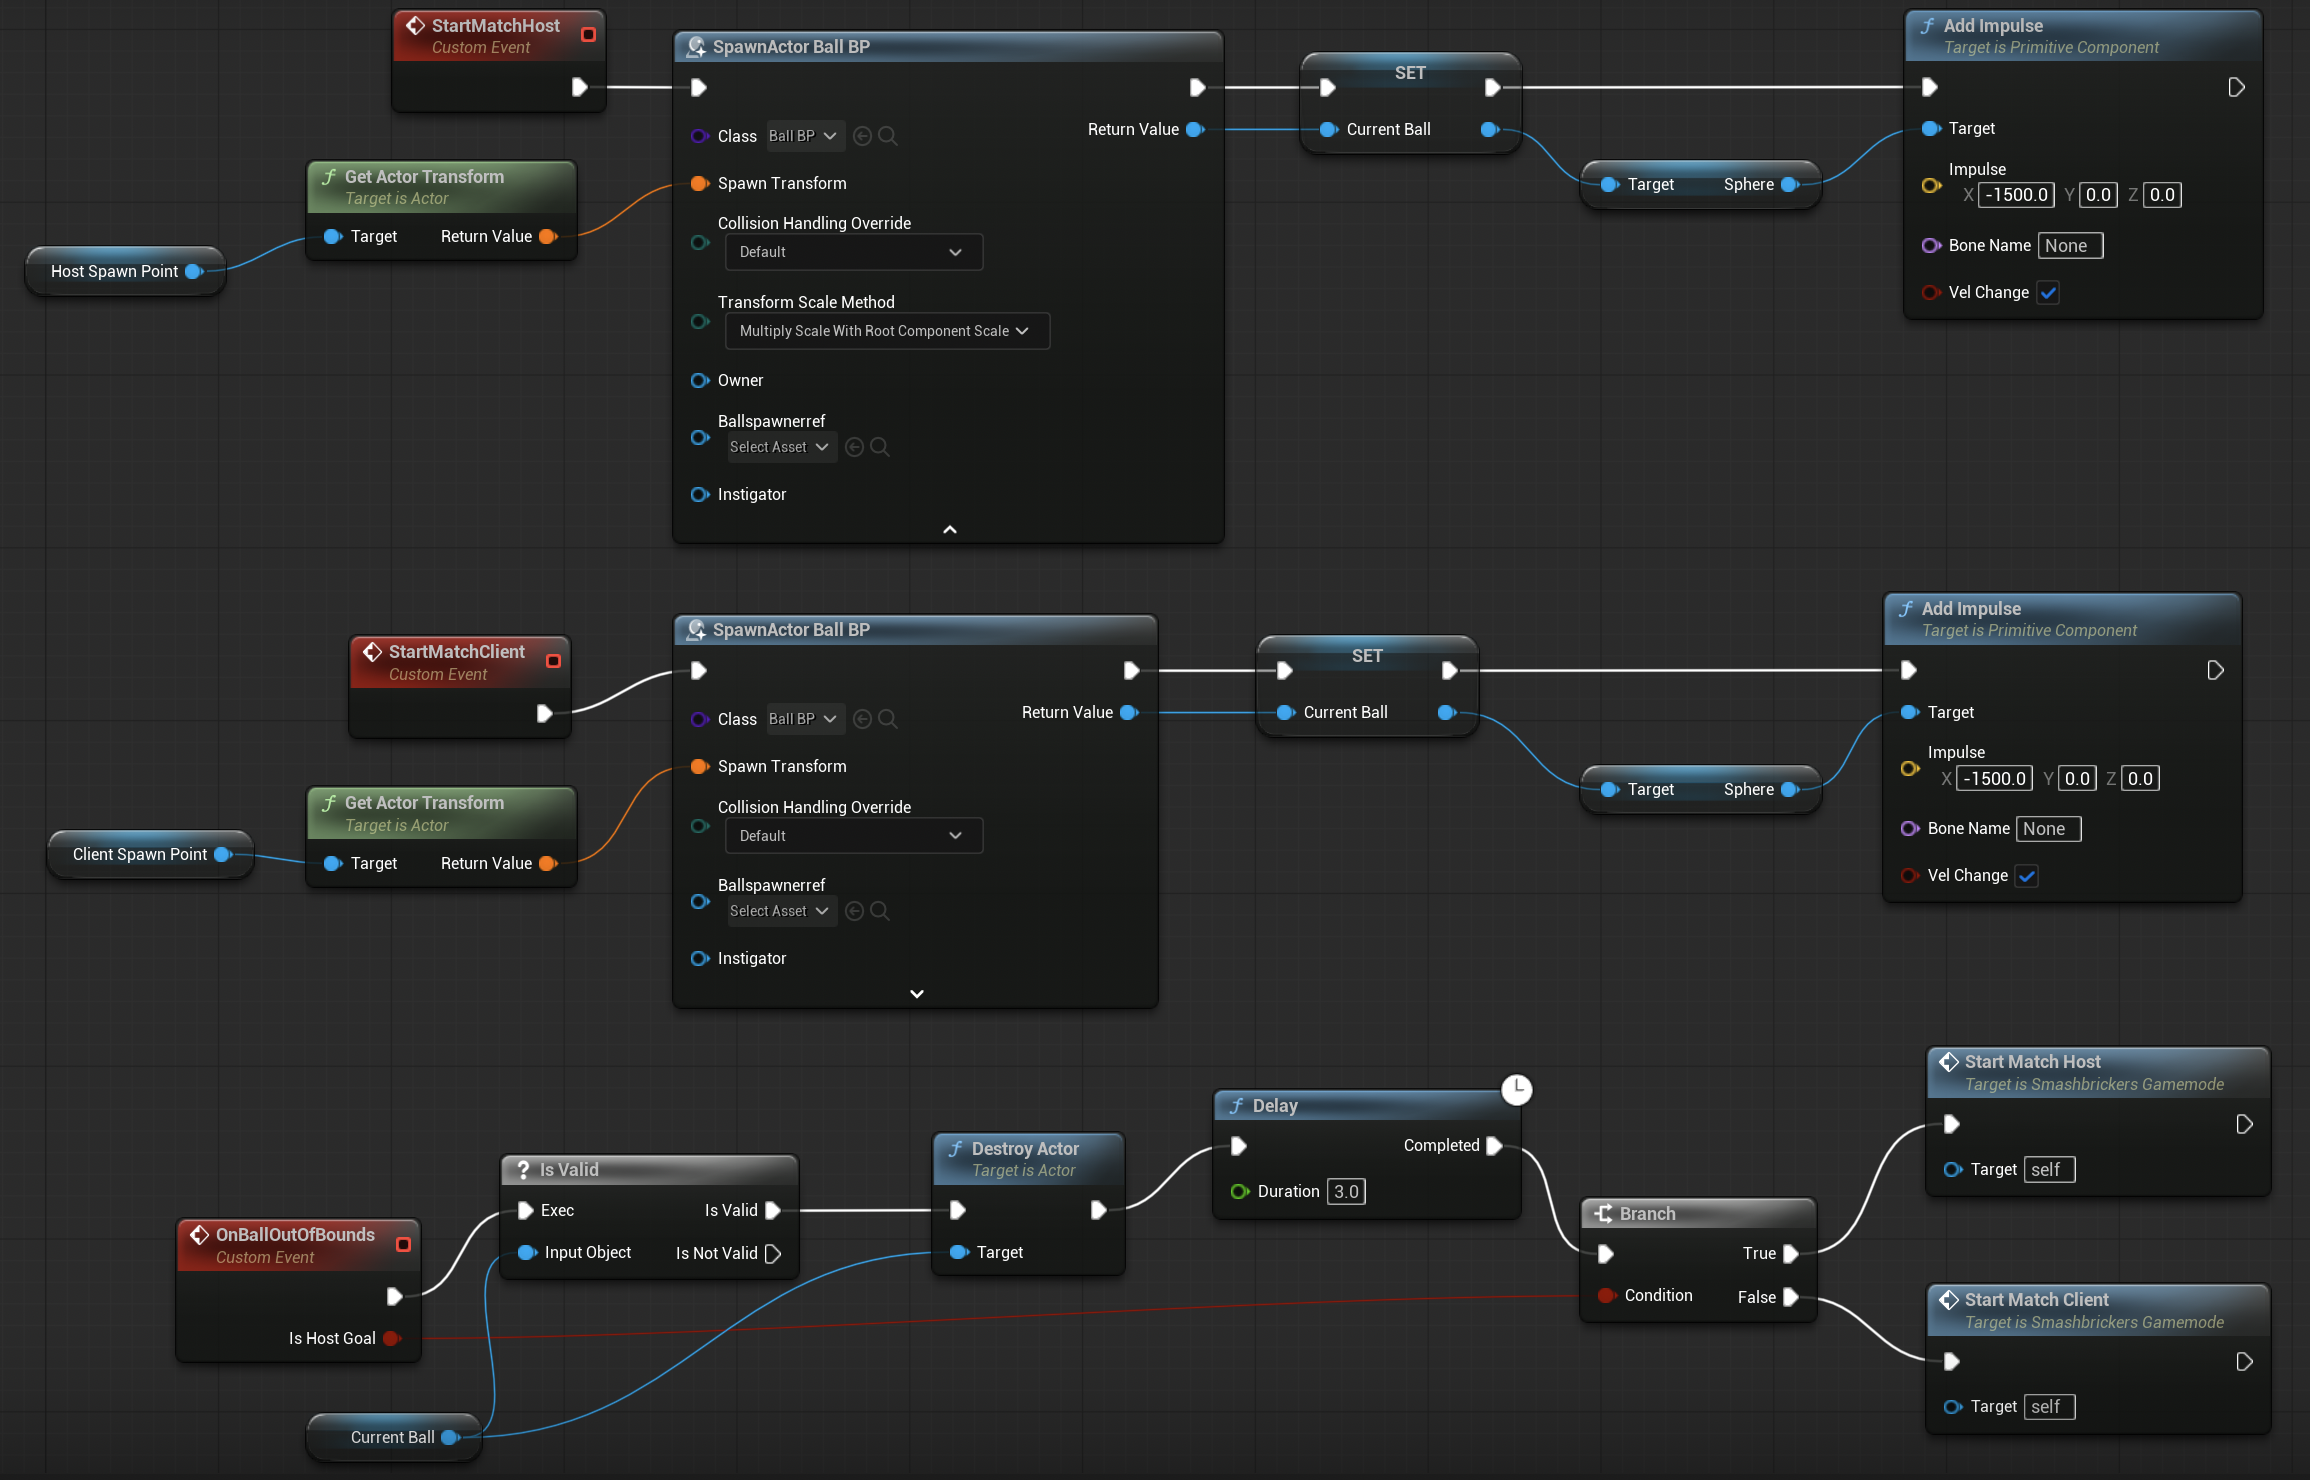 StartMatchHost
Custom Event
Host Spawn Point
Get Actor Transform
Target is Actor
Target
Return Value
SpawnActor Ball BP
Class
Ball BP
Return Value
Spawn Transform
Collision Handling Override
Default
Transform Scale Method
Multiply Scale With Root Component Scale
Owner
Ballspawnerref
Select Asset
Instigator
SET
Current Ball
Target
Sphere
Add Impulse
Target is Primitive Component
Target
Impulse
X -1500.0 Y 0.0 Z 0.0
Bone Name None
Vel Change
StartMatchClient
Custom Event
Client Spawn Point
Get Actor Transform
Target is Actor
Target
Return Value
SpawnActor Ball BP
Class
Ball BP
Return Value
Spawn Transform
Collision Handling Override
Default
Ballspawnerref
Select Asset
Instigator
SET
Current Ball
Target
Sphere
Add Impulse
Target is Primitive Component
Target
Impulse
X -1500.0 Y 0.0 Z 0.0
Bone Name None
Vel Change
OnBallOutOfBounds
Custom Event
Is Host Goal
Current Ball
Is Valid
Exec
Is Valid
Input Object
Is Not Valid
Destroy Actor
Target is Actor
Target
Delay
Completed
Duration 3.0
Branch
True
Condition
False
Start Match Host
Target is Smashbrickers Gamemode
Target self
Start Match Client
Target is Smashbrickers Gamemode
Target self